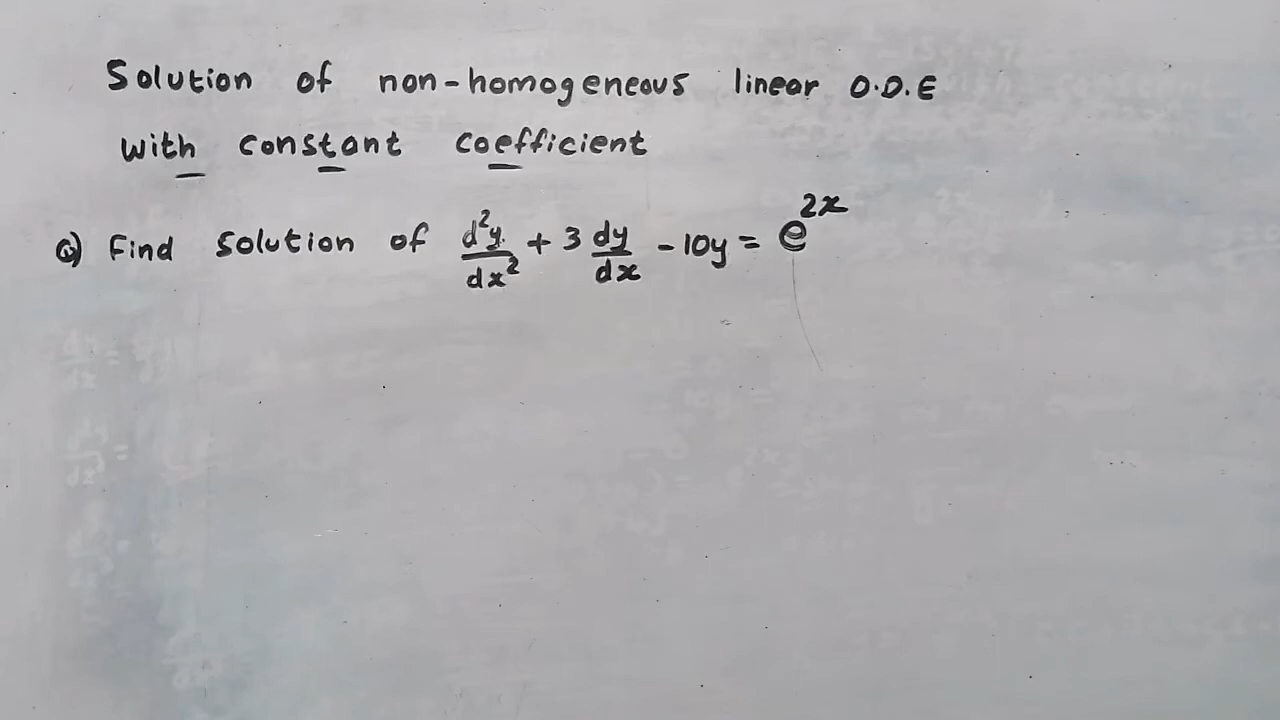 Solution of non-homogeneous linear O.D.E
with constant coefficient
Q) Find solution of d²y/dx² + 3 dy/dx - 10y = e^2x